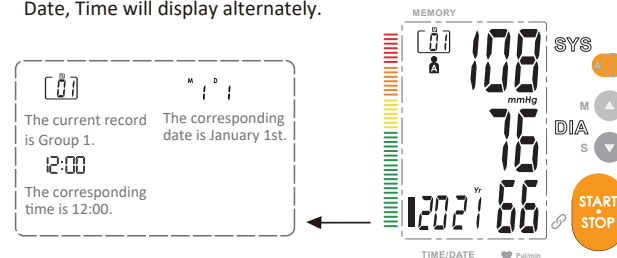 Date, Time will display alternately.
MEMORY
01
The current record
is Group 1.
M D
1 1
The corresponding
date is January 1st.
12:00
The corresponding
time is 12:00.
01
A
108
SYS
mmHg
76
DIA
M
S
2021
Yr
66
START
STOP
TIME/DATE
Pul/min